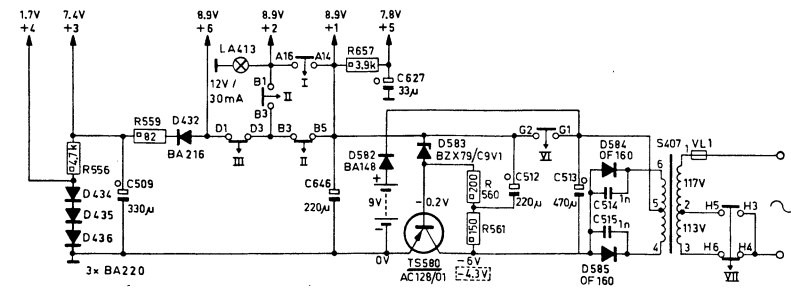 1.7V 7.4V 8.9V 8.9V 8.9V 7.8V
+4 +3 +6 +2 +1 +5
LA413
12V/
30mA
A16 A14
I
R657
3.9k
C627
33µ
B1
II
B3
R559
82
D432
BA216
D1 D3
III
B3 B5
II
4.7k
R556
D434
D435
D436
3x BA220
C509
330µ
C646
220µ
D582
BA148
+
9V
-
0V
D583
BZX79/C9V1
-0.2V
TS580
AC128/01
200
R
560
150
R561
-6V
-4.3V
C512
220µ
G2 G1
VI
C513
470µ
D584
OF160
C514
1n
C515
1n
D585
OF160
S407
6
5
4
1
2
3
117V
113V
VL1
H5 H3
H6 H4
VII